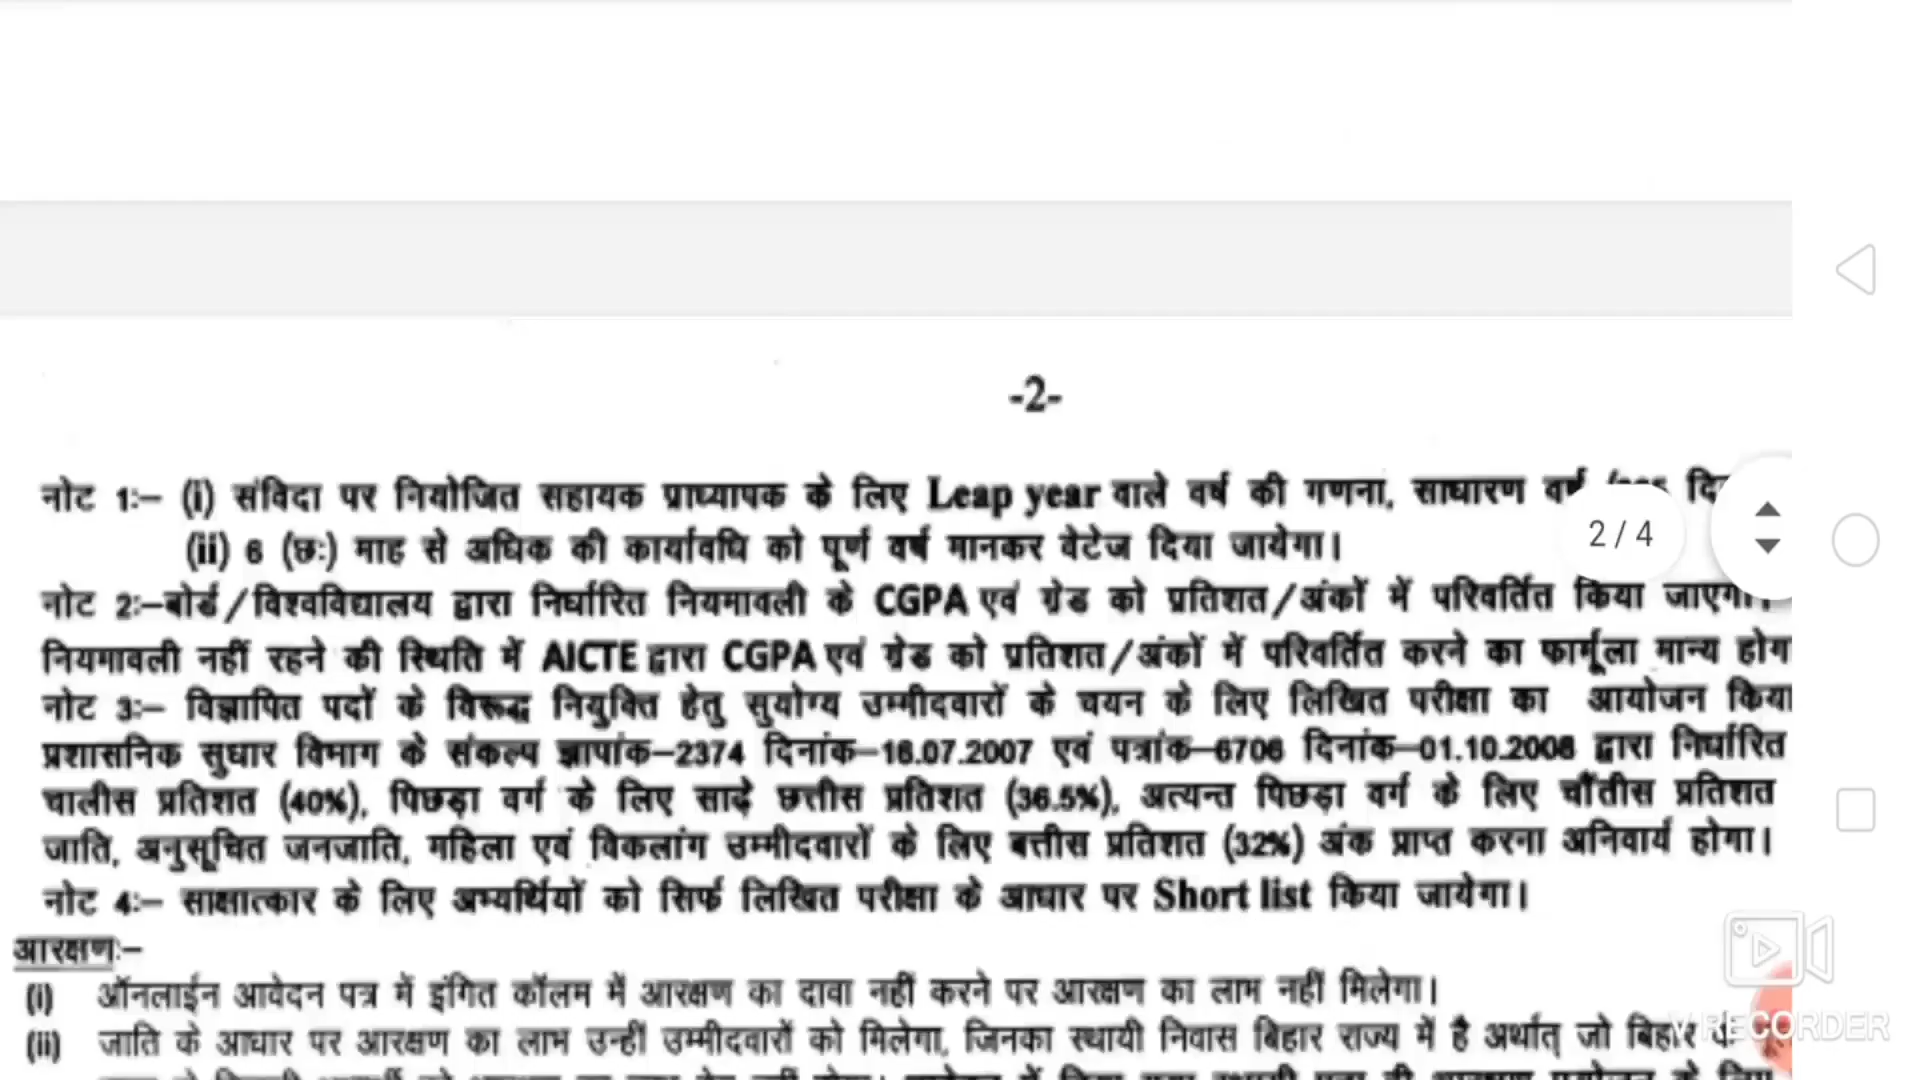 -2-
नोट 1:– (i) संविदा पर नियोजित सहायक प्राध्यापक के लिए Leap year वाले वर्ष की गणना, साधारण वर्ष
(ii) 6 (छः) माह से अधिक की कार्यावधि को पूर्ण वर्ष मानकर वेटेज दिया जायेगा।
2 / 4
नोट 2:–बोर्ड/विश्वविद्यालय द्वारा निर्धारित नियमावली के CGPA एवं ग्रेड को प्रतिशत/अंकों में परिवर्तित किया जाएगा।
नियमावली नहीं रहने की स्थिति में AICTE द्वारा CGPA एवं ग्रेड को प्रतिशत/अंकों में परिवर्तित करने का फार्मूला मान्य होग
नोट 3:– विज्ञापित पदों के विरूद्ध नियुक्ति हेतु सुयोग्य उम्मीदवारों के चयन के लिए लिखित परीक्षा का आयोजन किया
प्रशासनिक सुधार विभाग के संकल्प ज्ञापांक–2374 दिनांक–16.07.2007 एवं पत्रांक–6706 दिनांक–01.10.2008 द्वारा निर्धारित
चालीस प्रतिशत (40%), पिछड़ा वर्ग के लिए साढ़े छत्तीस प्रतिशत (36.5%), अत्यन्त पिछड़ा वर्ग के लिए चौंतीस प्रतिशत
जाति, अनुसूचित जनजाति, महिला एवं विकलांग उम्मीदवारों के लिए बत्तीस प्रतिशत (32%) अंक प्राप्त करना अनिवार्य होगा।
नोट 4:– साक्षात्कार के लिए अभ्यर्थियों को सिर्फ लिखित परीक्षा के आधार पर Short list किया जायेगा।
आरक्षण:–
(i) ऑनलाईन आवेदन पत्र में इंगित कॉलम में आरक्षण का दावा नहीं करने पर आरक्षण का लाभ नहीं मिलेगा।
(ii) जाति के आधार पर आरक्षण का लाभ उन्हीं उम्मीदवारों को मिलेगा, जिनका स्थायी निवास बिहार राज्य में है अर्थात् जो बिहार
V RECORDER